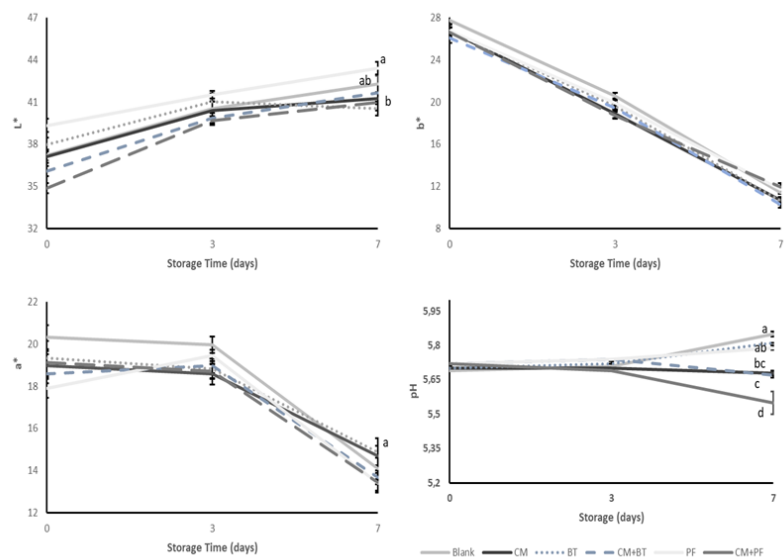 47
44
41
38
35
32
L*
a
ab
b
0
3
7
Storage Time (days)
28
24
20
16
12
8
b*
0
3
7
Storage Time (days)
22
20
18
16
14
12
a*
a
0
3
7
Storage Time (days)
5,95
5,8
5,65
5,5
5,35
5,2
pH
a
ab
bc
c
d
0
3
7
Storage (days)
Blank CM BT CM+BT PF CM+PF